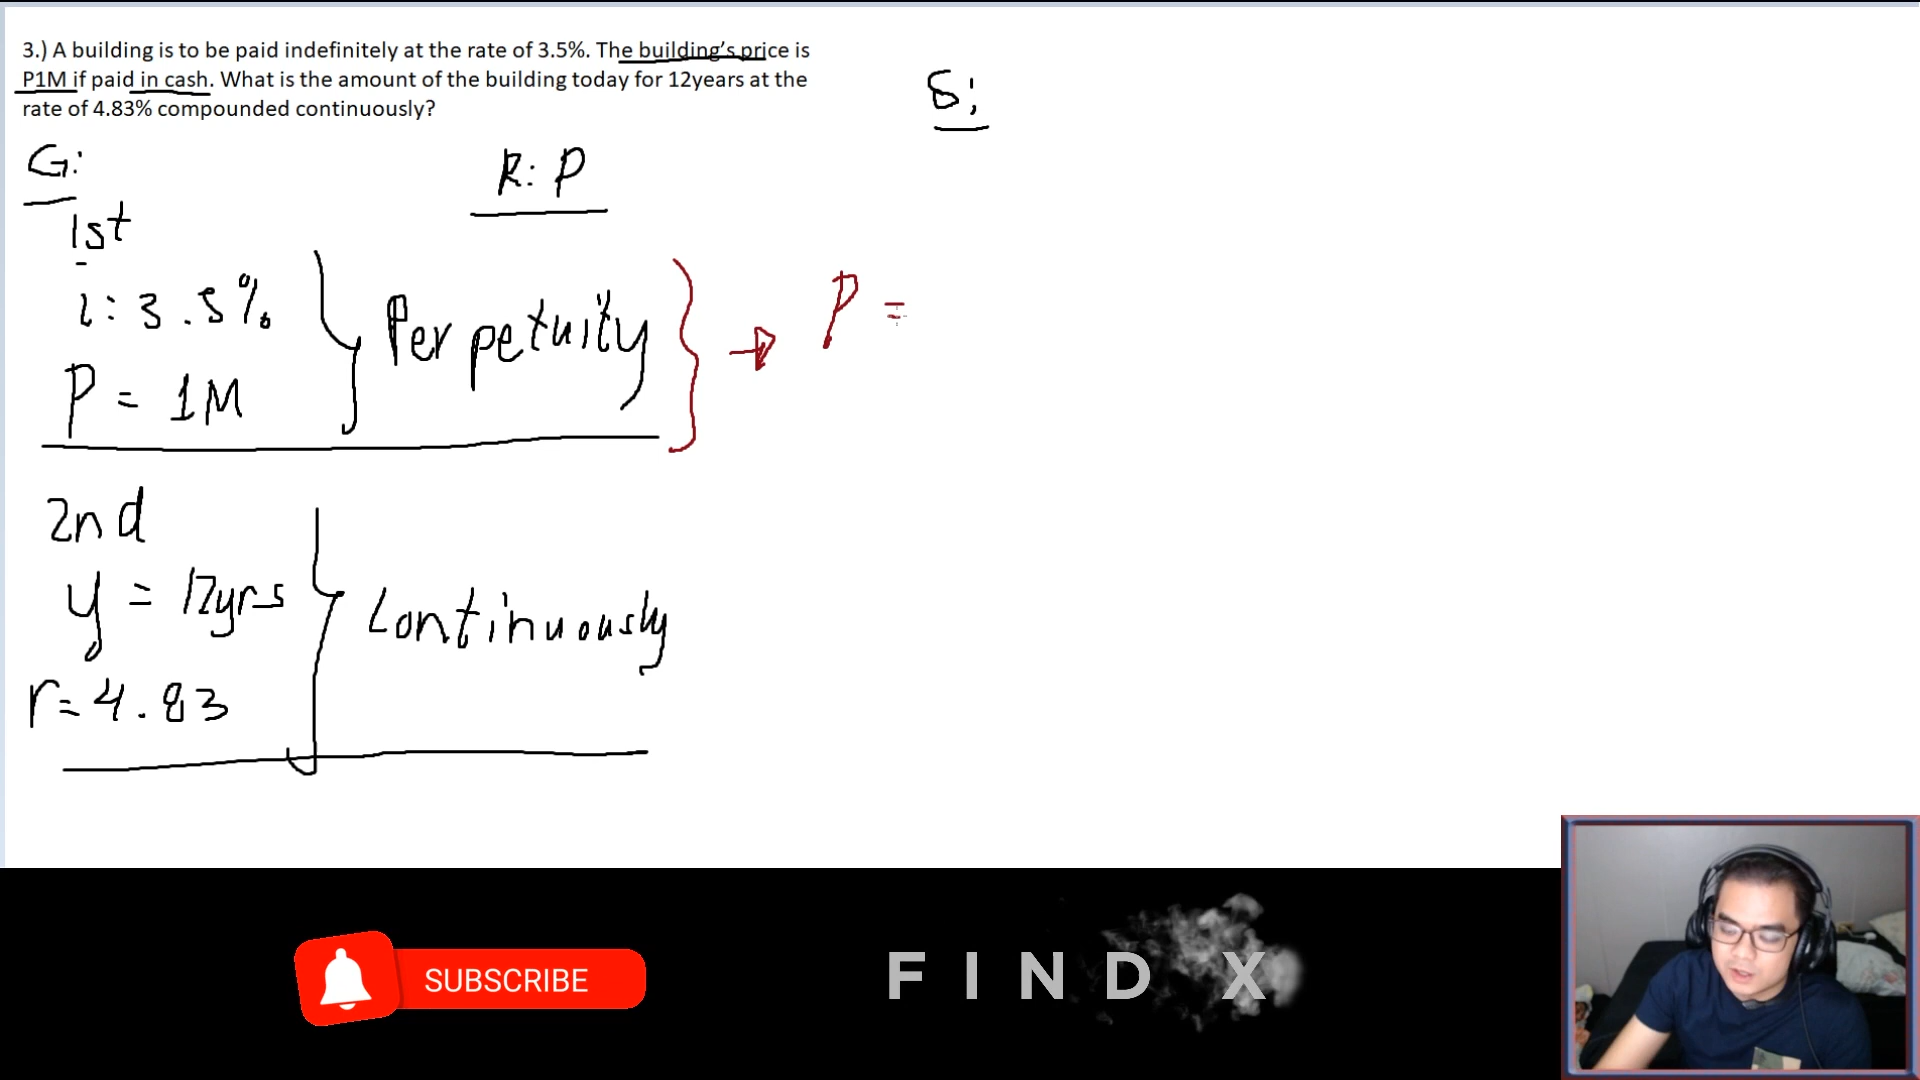 3.) A building is to be paid indefinitely at the rate of 3.5%. The building's price is
P1M if paid in cash. What is the amount of the building today for 12years at the
rate of 4.83% compounded continuously?
G:
R: P
S:
1st
i: 3.5%
P = 1M
Perpetuity
P =
2nd
y = 12yrs
r = 4.83
Continuously
SUBSCRIBE
FIND X